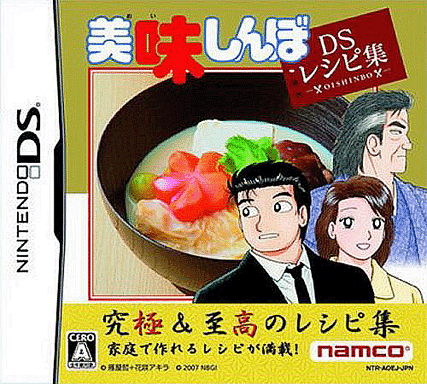 NINTENDO DS
おい
美味しんぼ
DS
レシピ集
OISHINBO
究極 & 至高のレシピ集
家庭で作れるレシピが満載!
namco
CERO
A
© 雁屋哲+花咲アキラ © 2007 NBGI
NTR-AOEJ-JPN